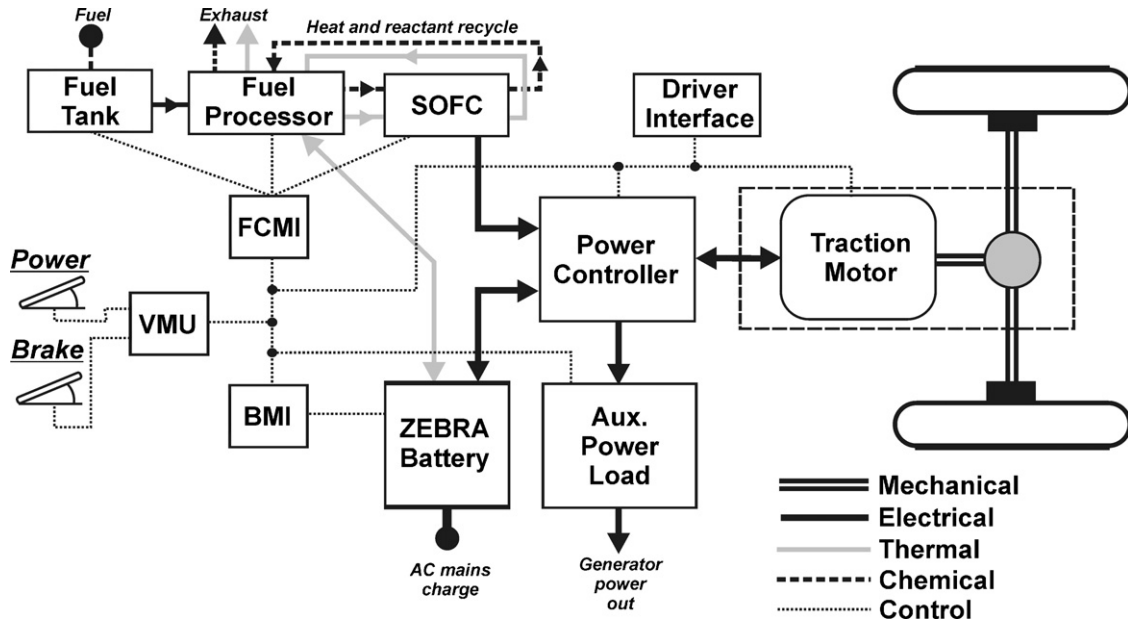 Fuel
Exhaust
Heat and reactant recycle
Fuel
Tank
Fuel
Processor
SOFC
Driver
Interface
FCMI
Power
Controller
Traction
Motor
Power
VMU
Brake
BMI
ZEBRA
Battery
Aux.
Power
Load
AC mains
charge
Generator
power
out
Mechanical
Electrical
Thermal
Chemical
Control